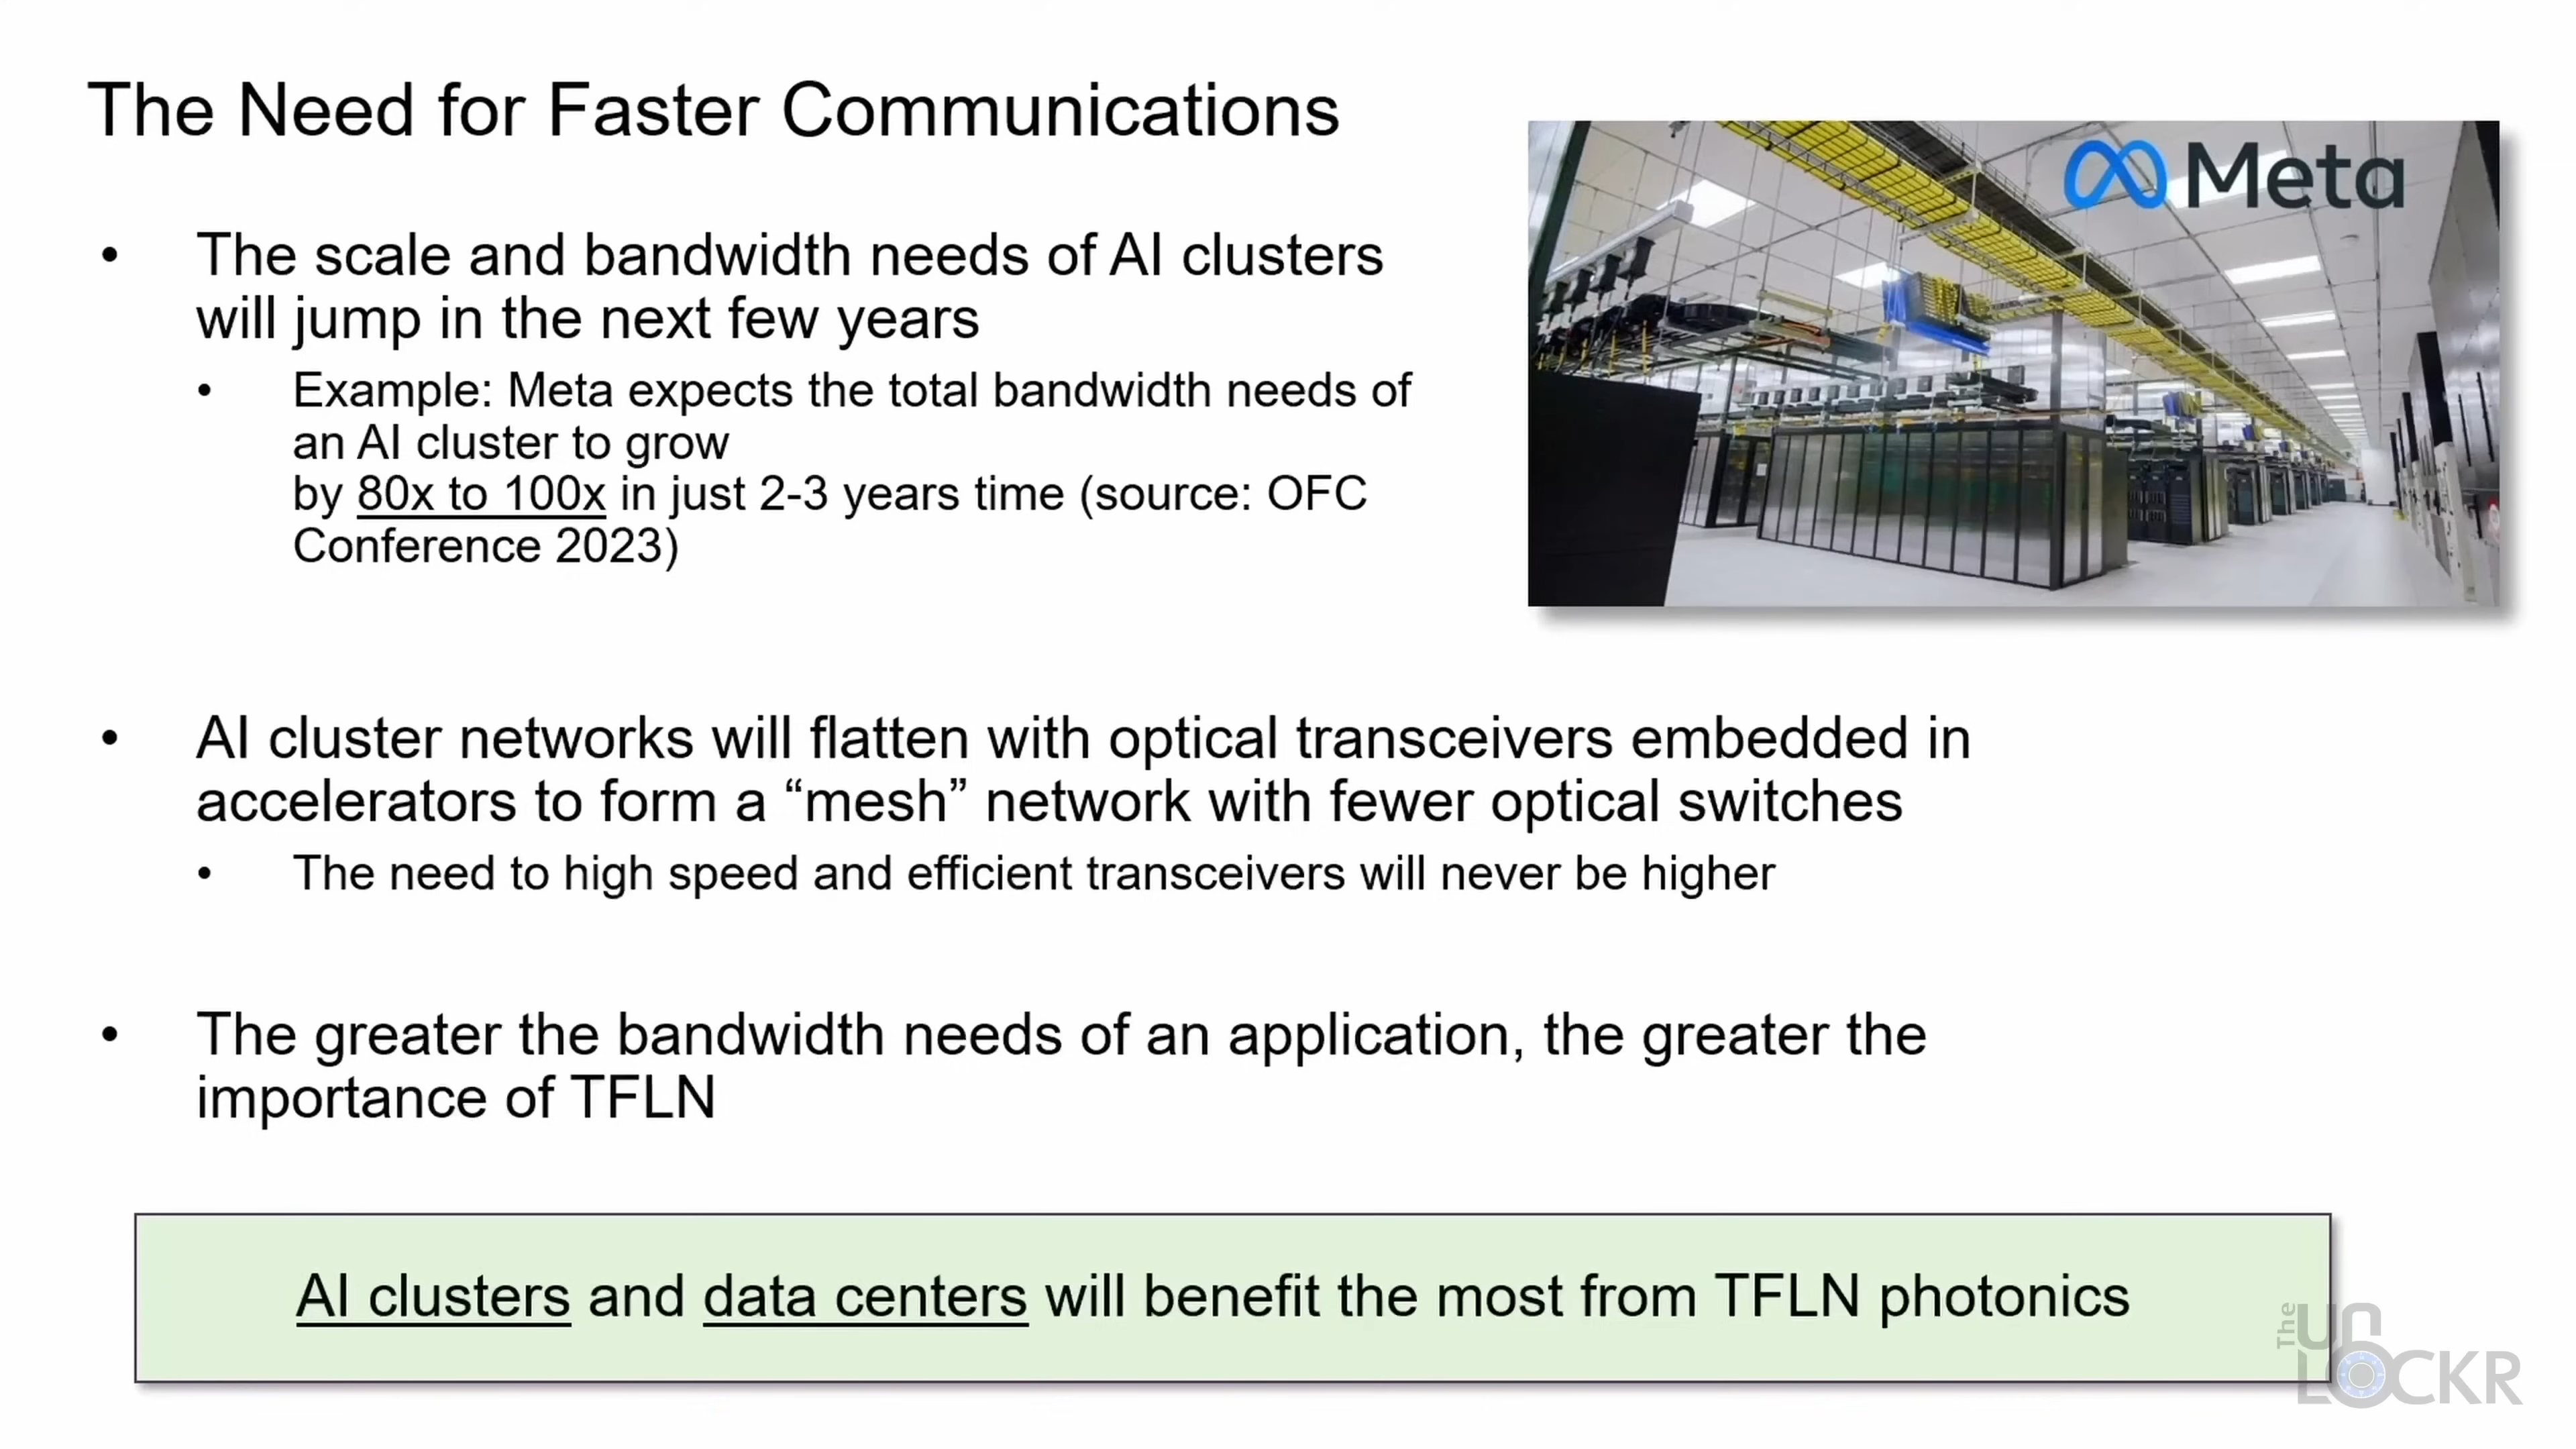 The Need for Faster Communications
Meta
• The scale and bandwidth needs of AI clusters
will jump in the next few years
• Example: Meta expects the total bandwidth needs of
an AI cluster to grow
by 80x to 100x in just 2-3 years time (source: OFC
Conference 2023)
• AI cluster networks will flatten with optical transceivers embedded in
accelerators to form a “mesh” network with fewer optical switches
• The need to high speed and efficient transceivers will never be higher
• The greater the bandwidth needs of an application, the greater the
importance of TFLN
AI clusters and data centers will benefit the most from TFLN photonics
The UnLOCKR